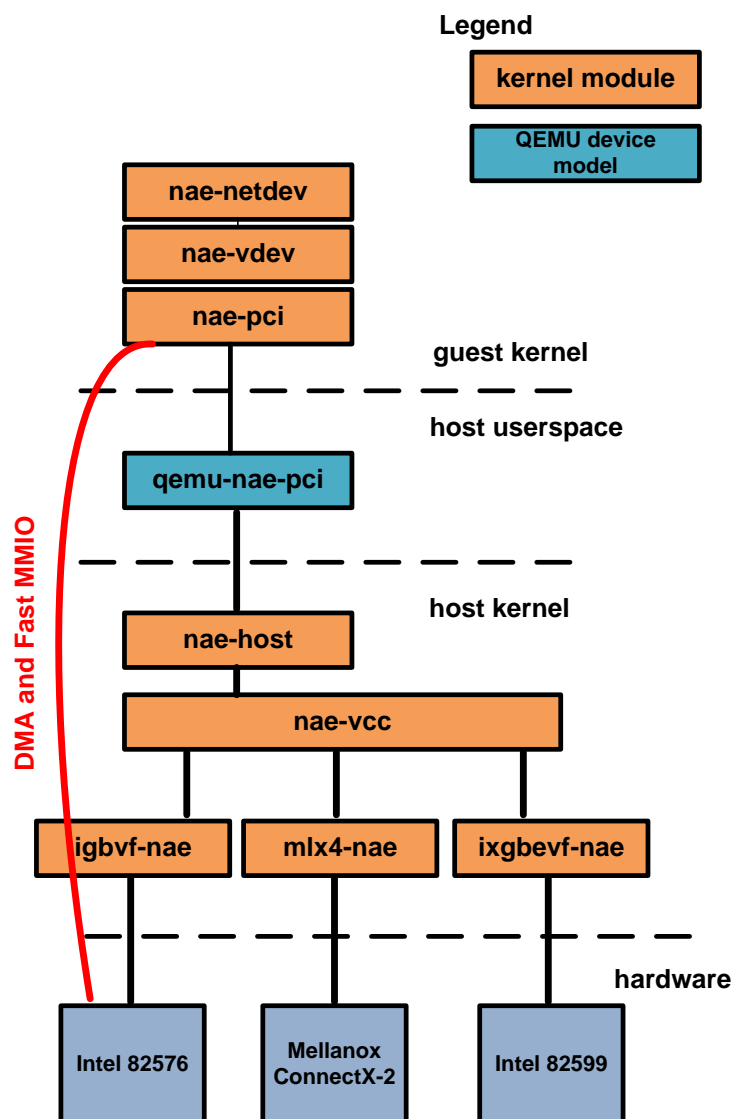 Legend
kernel module
QEMU device
model
nae-netdev
nae-vdev
nae-pci
guest kernel
host userspace
qemu-nae-pci
DMA and Fast MMIO
host kernel
nae-host
nae-vcc
igbvf-nae
mlx4-nae
ixgbevf-nae
hardware
Intel 82576
Mellanox
ConnectX-2
Intel 82599